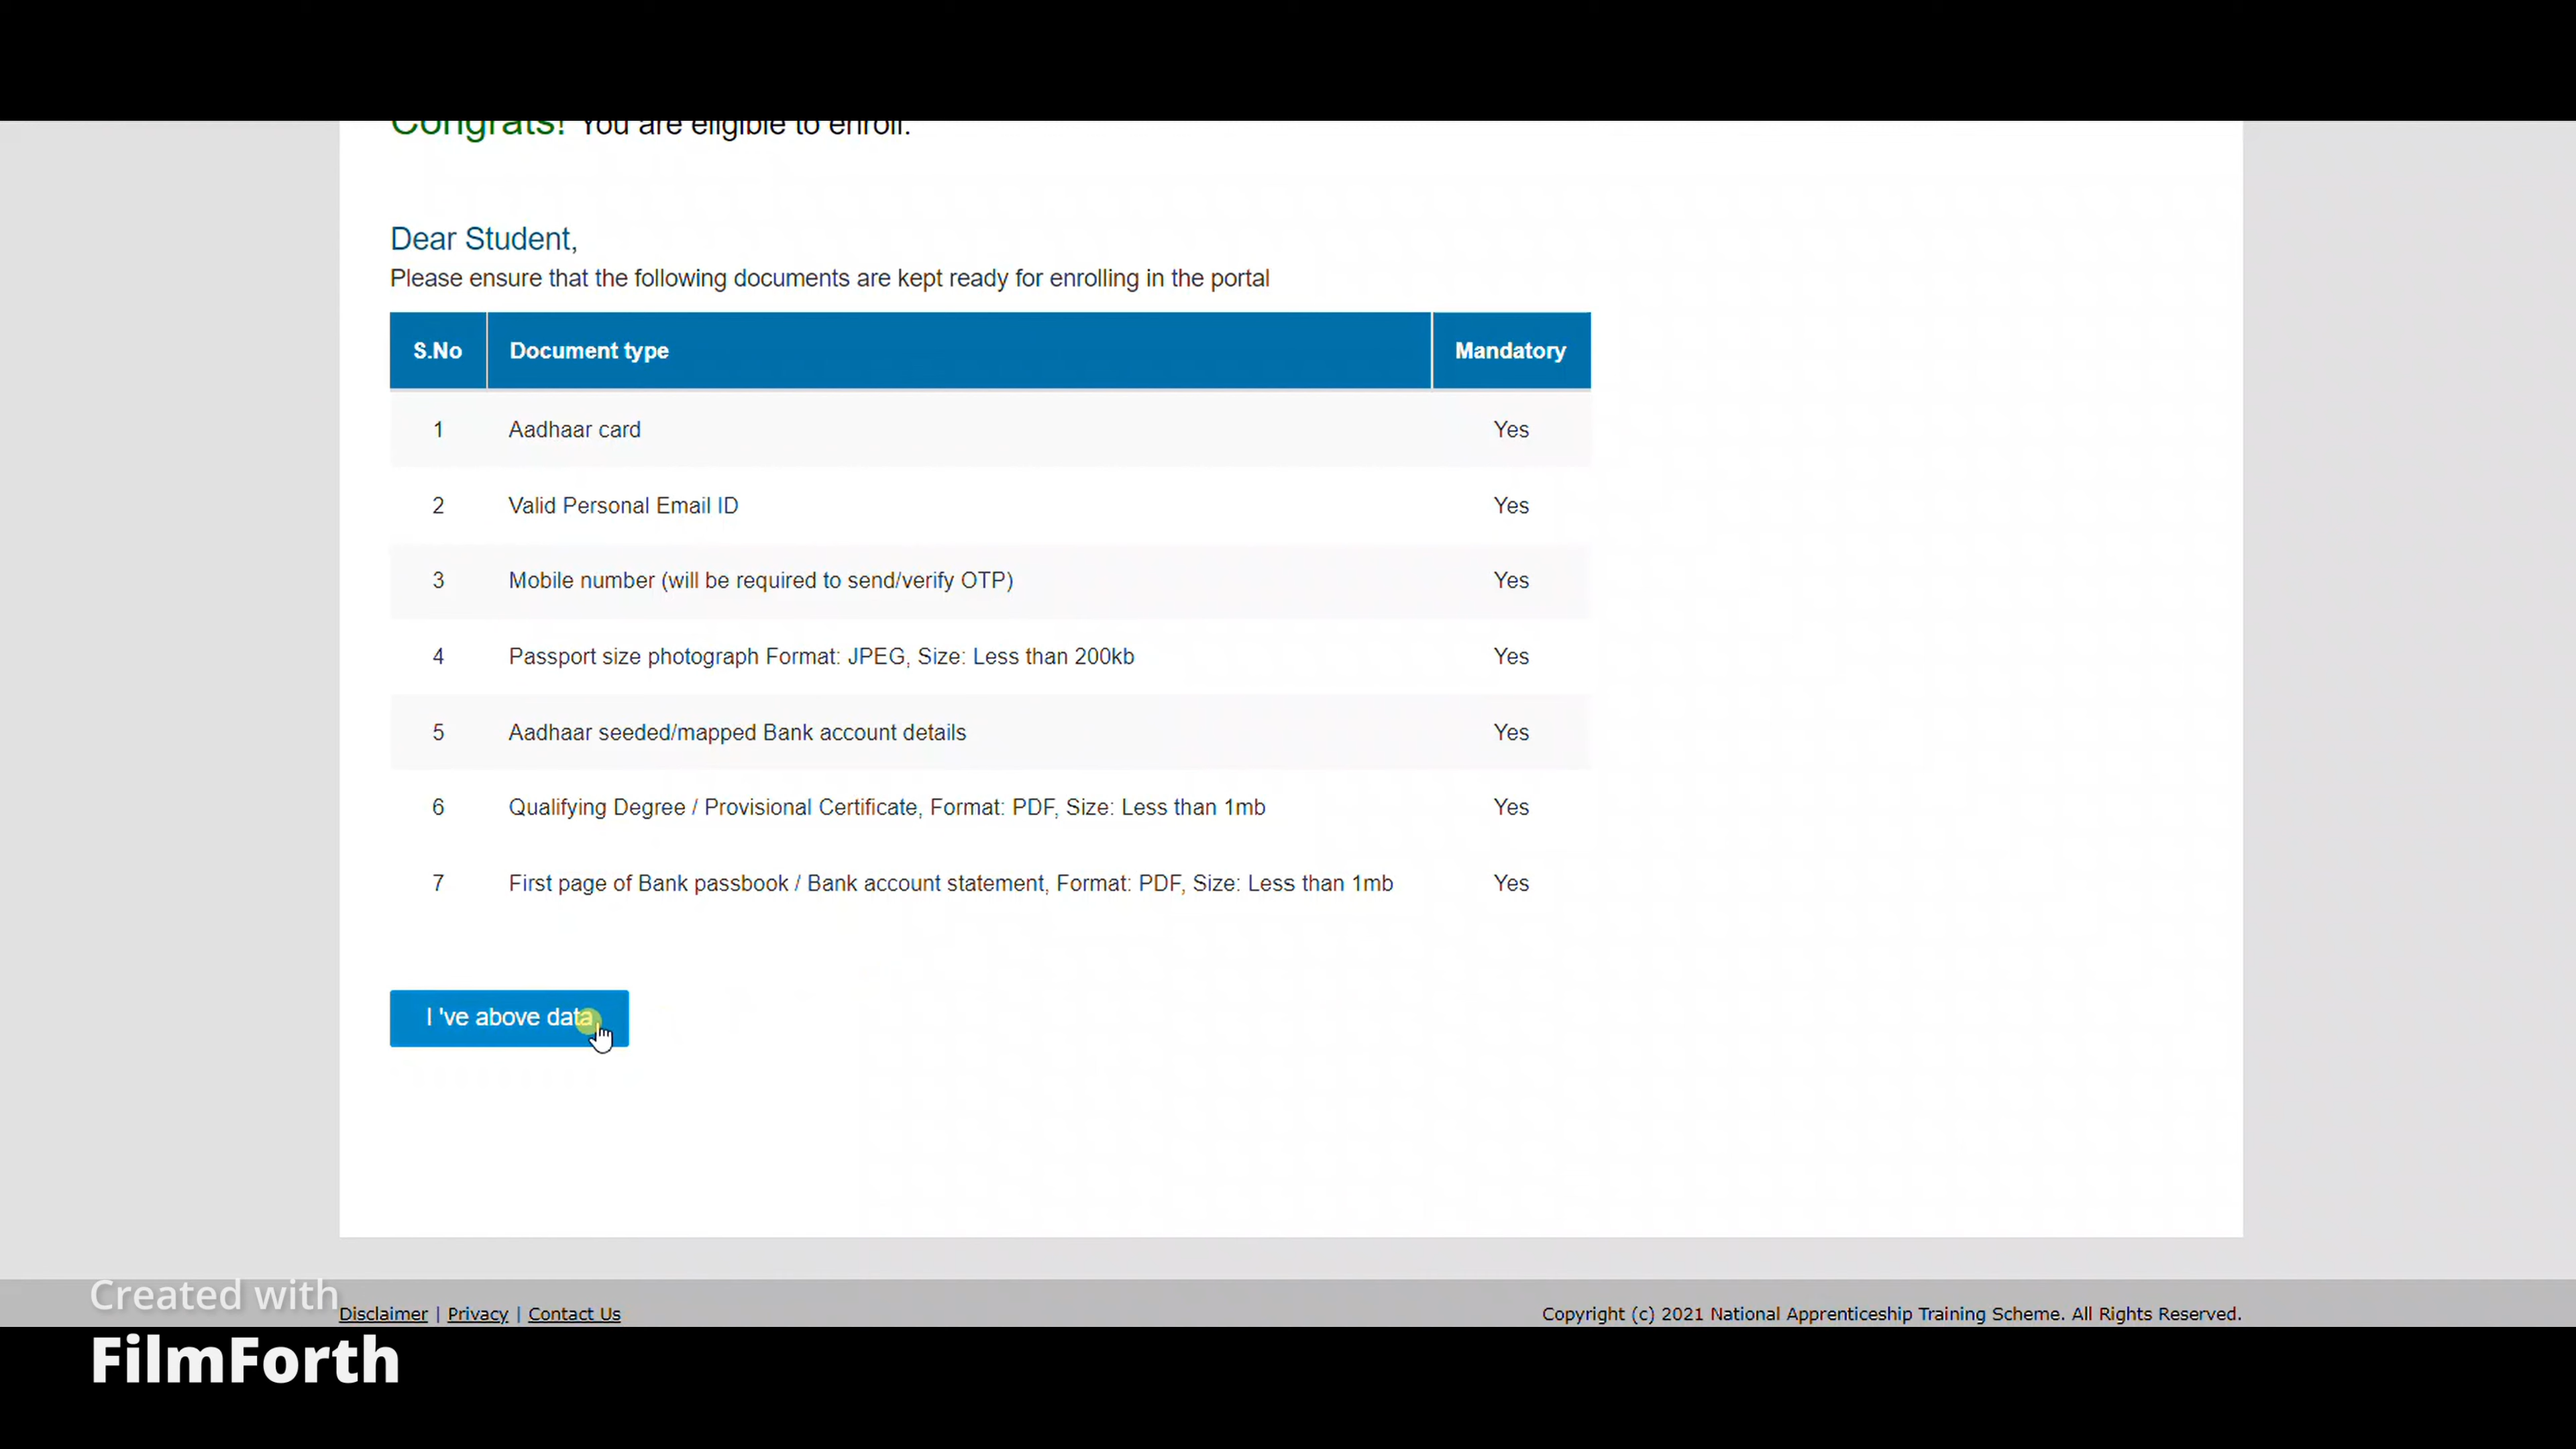 Congrats! You are eligible to enroll.
Dear Student,
Please ensure that the following documents are kept ready for enrolling in the portal
S.No Document type Mandatory
1 Aadhaar card Yes
2 Valid Personal Email ID Yes
3 Mobile number (will be required to send/verify OTP) Yes
4 Passport size photograph Format: JPEG, Size: Less than 200kb Yes
5 Aadhaar seeded/mapped Bank account details Yes
6 Qualifying Degree / Provisional Certificate, Format: PDF, Size: Less than 1mb Yes
7 First page of Bank passbook / Bank account statement, Format: PDF, Size: Less than 1mb Yes
I 've above data
Created with
Disclaimer | Privacy | Contact Us Copyright (c) 2021 National Apprenticeship Training Scheme. All Rights Reserved.
FilmForth